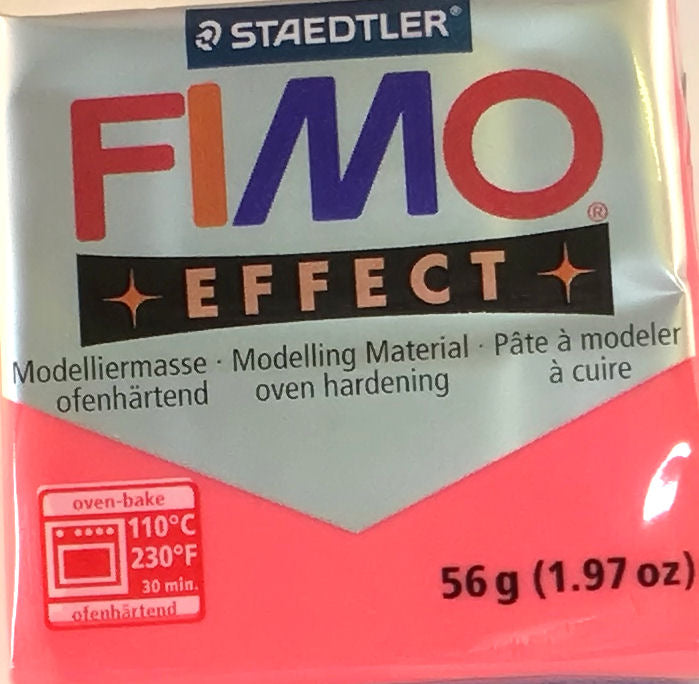 STAEDTLER®
FIMO®
EFFECT
Modelliermasse · Modelling Material · Pâte à modeler
ofenhärtend oven hardening à cuire
oven-bake
110°C
230°F
30 min.
ofenhärtend
56 g (1.97 oz)